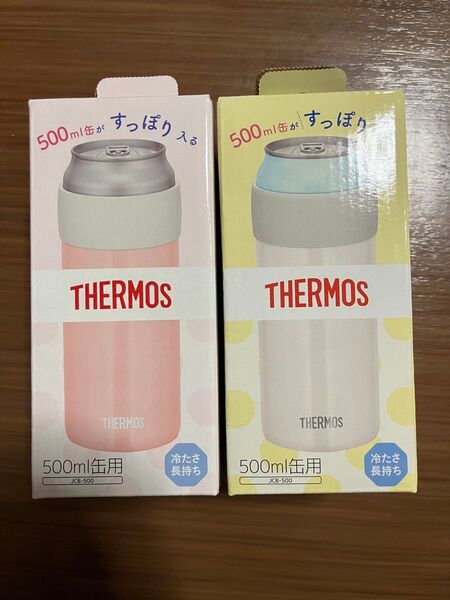 500ml缶が すっぽり 入る
THERMOS
THERMOS
500ml缶用
JCB-500
冷たさ
長持ち
500ml缶が すっぽり
THERMOS
THERMOS
500ml缶用
JCB-500
冷たさ
長持ち